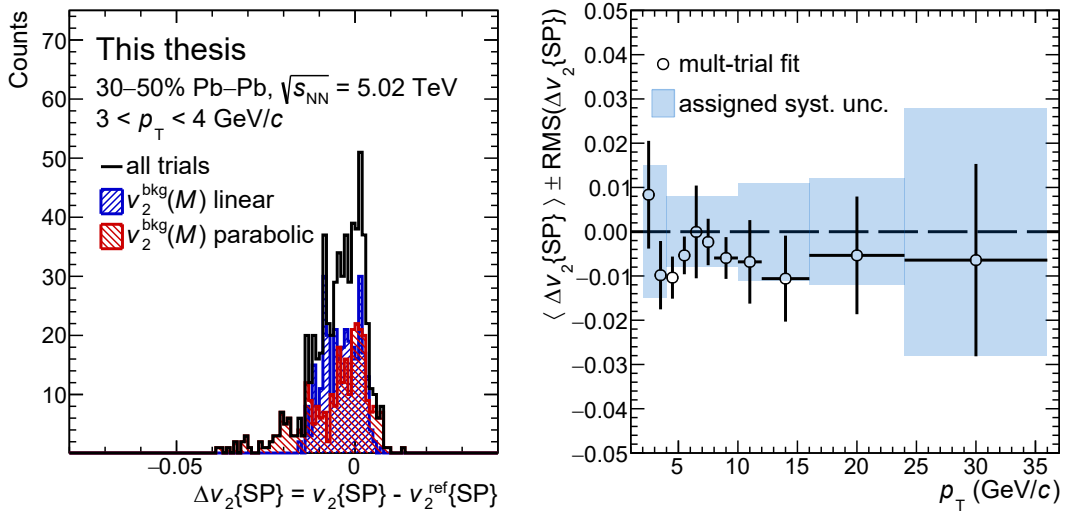 Counts
70
60
50
40
30
20
10
This thesis
30–50% Pb–Pb, √s_NN = 5.02 TeV
3 < p_T < 4 GeV/c
all trials
v_2^bkg(M) linear
v_2^bkg(M) parabolic
−0.05
0
Δv_2{SP} = v_2{SP} - v_2^ref{SP}
⟨ Δv_2{SP} ⟩ ± RMS(Δv_2{SP})
0.05
0.04
0.03
0.02
0.01
0.00
−0.01
−0.02
−0.03
−0.04
−0.05
mult-trial fit
assigned syst. unc.
5
10
15
20
25
30
35
p_T (GeV/c)